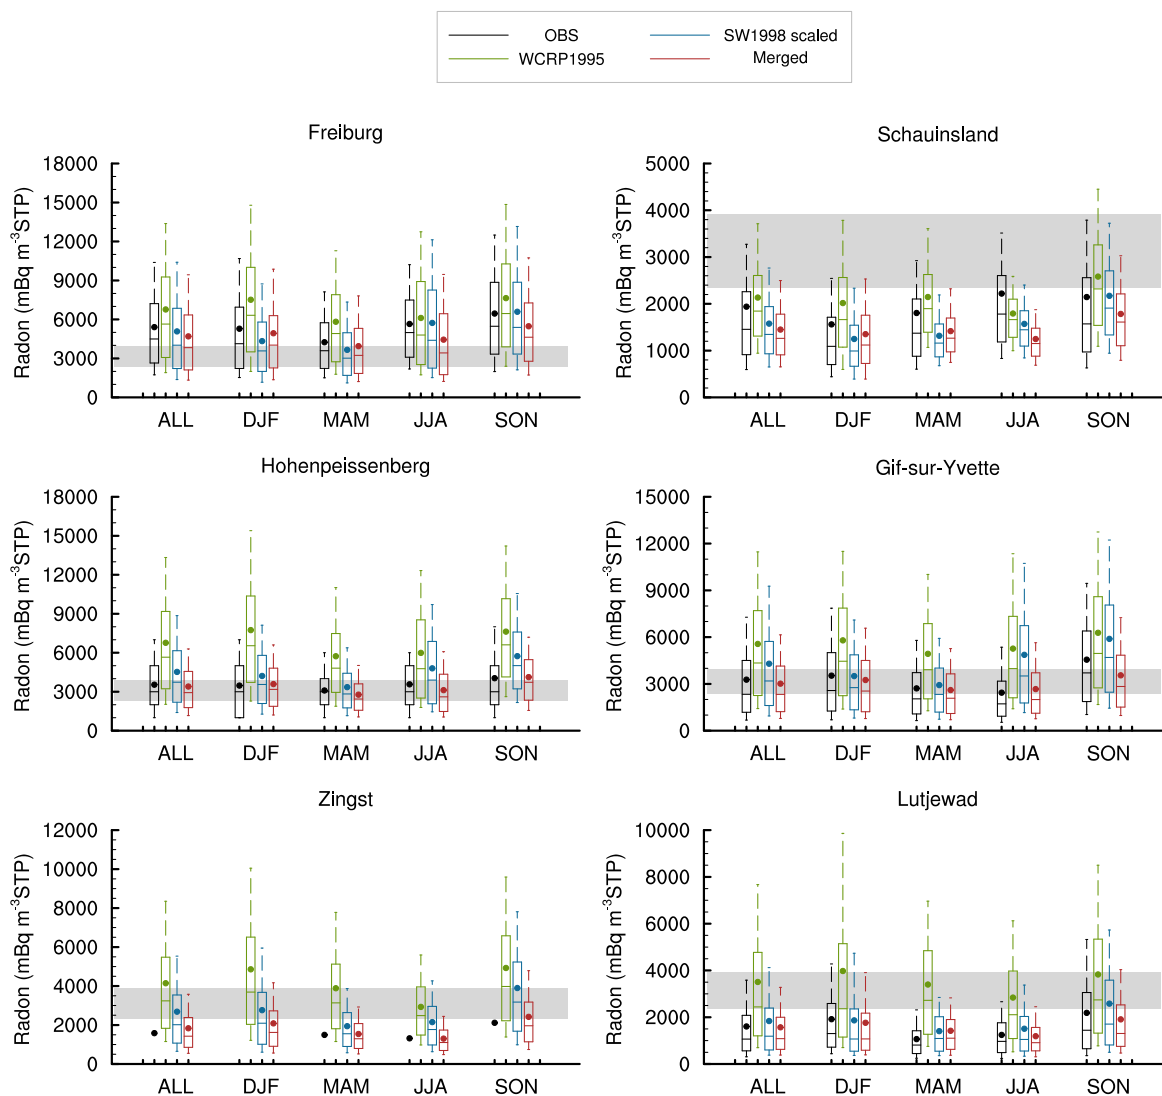 OBS
SW1998 scaled
WCRP1995
Merged
Freiburg
Schauinsland
Radon (mBq m⁻³STP)
18000
15000
12000
9000
6000
3000
0
ALL DJF MAM JJA SON
Radon (mBq m⁻³STP)
5000
4000
3000
2000
1000
0
ALL DJF MAM JJA SON
Hohenpeissenberg
Gif-sur-Yvette
Radon (mBq m⁻³STP)
18000
15000
12000
9000
6000
3000
0
ALL DJF MAM JJA SON
Radon (mBq m⁻³STP)
15000
12000
9000
6000
3000
0
ALL DJF MAM JJA SON
Zingst
Lutjewad
Radon (mBq m⁻³STP)
12000
10000
8000
6000
4000
2000
0
ALL DJF MAM JJA SON
Radon (mBq m⁻³STP)
10000
8000
6000
4000
2000
0
ALL DJF MAM JJA SON